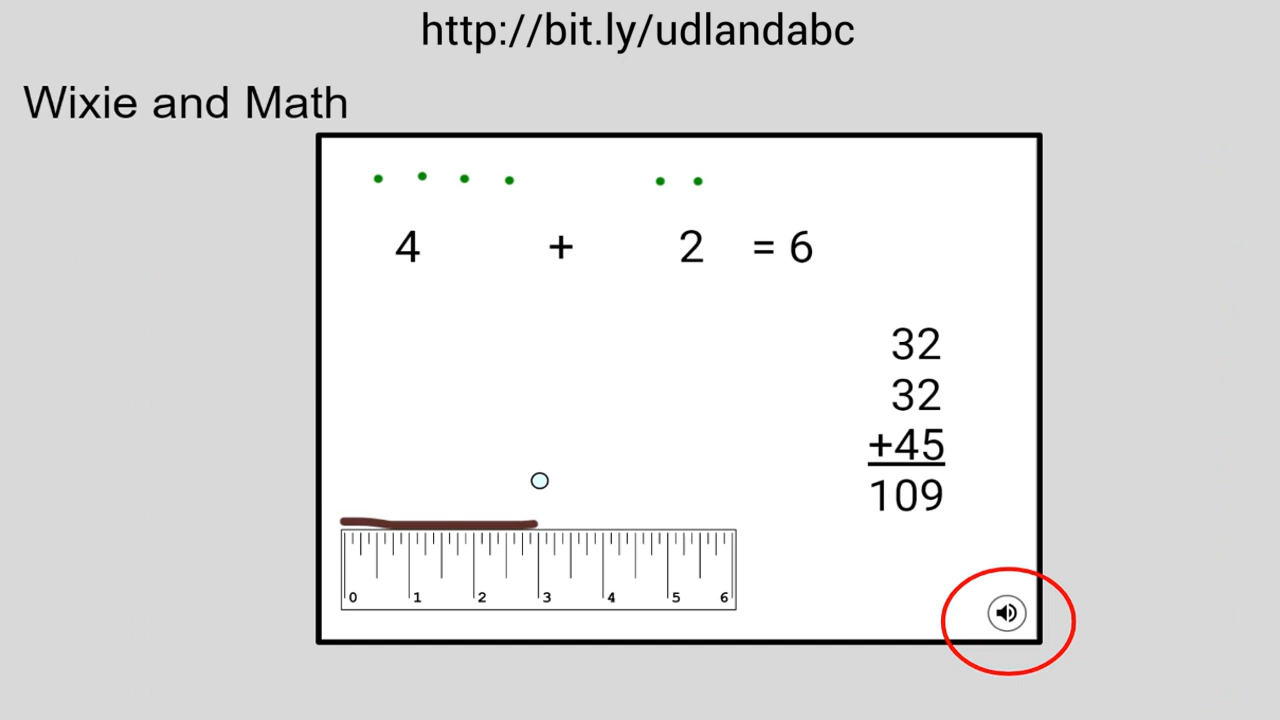 http://bit.ly/udlandabc
Wixie and Math
4 + 2 = 6
32
32
+45
109
0 1 2 3 4 5 6